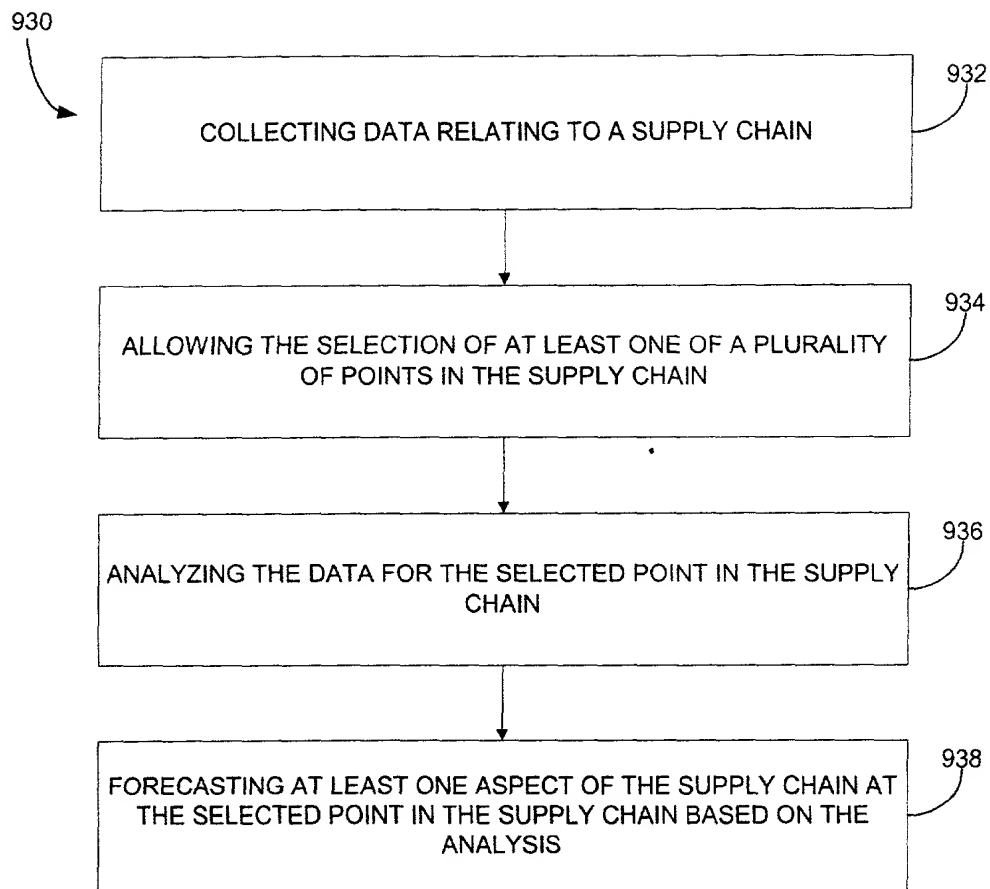 930
932
COLLECTING DATA RELATING TO A SUPPLY CHAIN
934
ALLOWING THE SELECTION OF AT LEAST ONE OF A PLURALITY
OF POINTS IN THE SUPPLY CHAIN
936
ANALYZING THE DATA FOR THE SELECTED POINT IN THE SUPPLY
CHAIN
938
FORECASTING AT LEAST ONE ASPECT OF THE SUPPLY CHAIN AT
THE SELECTED POINT IN THE SUPPLY CHAIN BASED ON THE
ANALYSIS